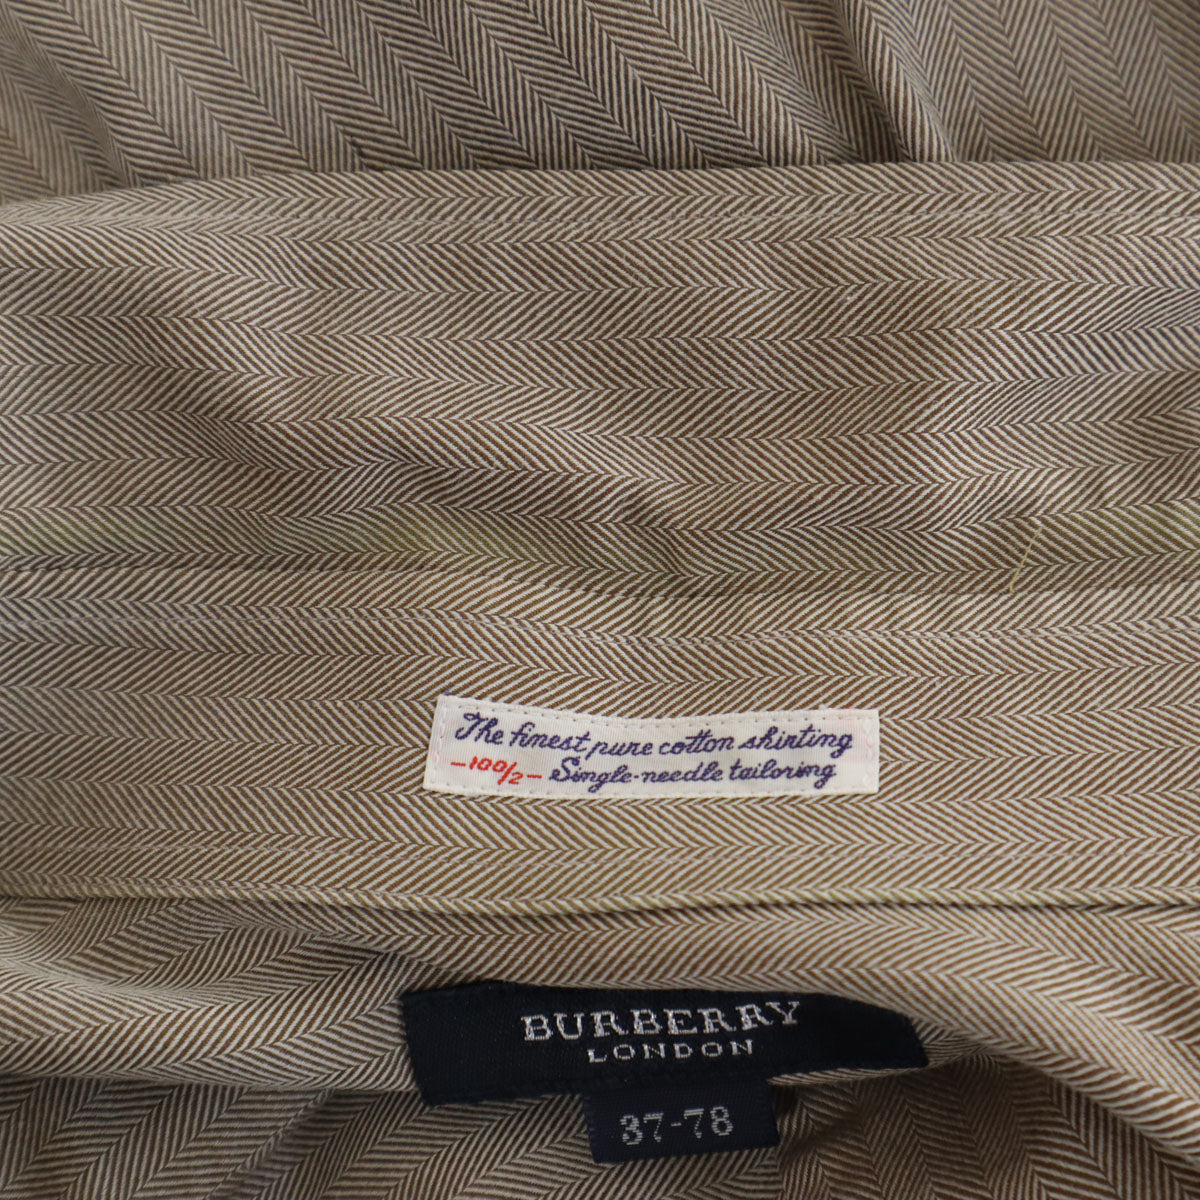 The finest pure cotton shirting
-100/2- Single-needle tailoring
BURBERRY
LONDON
37-78